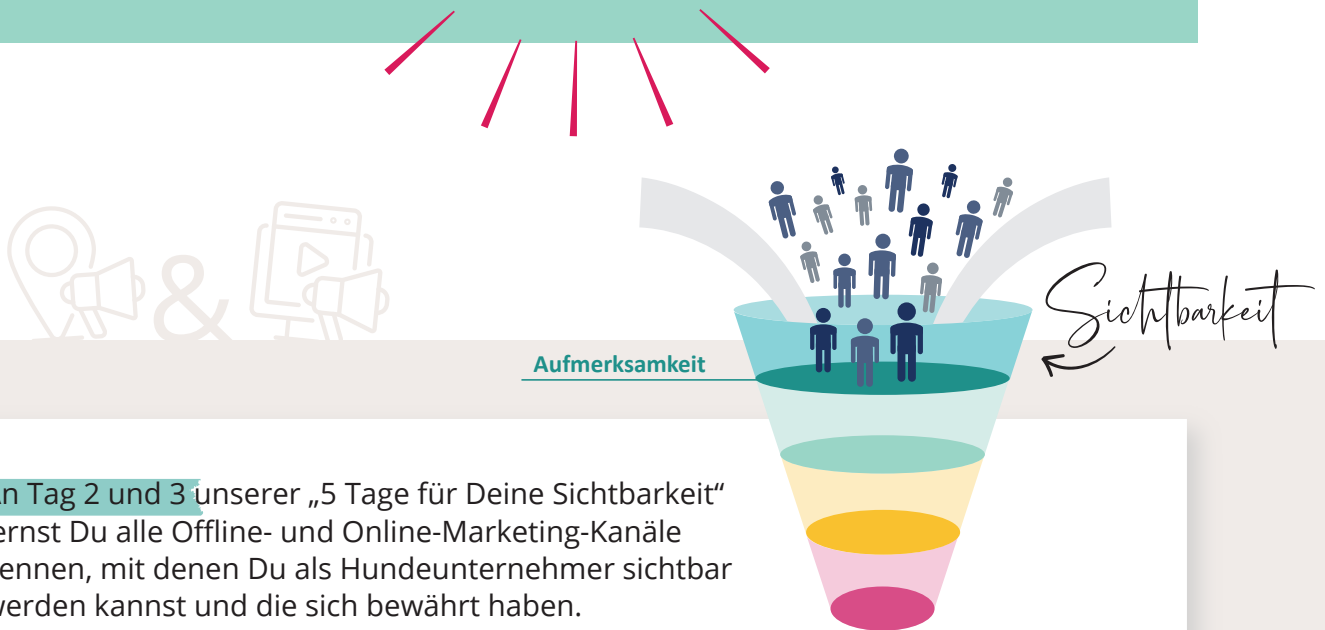 &
Sichtbarkeit
Aufmerksamkeit
n Tag 2 und 3 unserer „5 Tage für Deine Sichtbarkeit“
ernst Du alle Offline- und Online-Marketing-Kanäle
ennen, mit denen Du als Hundeunternehmer sichtbar
werden kannst und die sich bewährt haben.